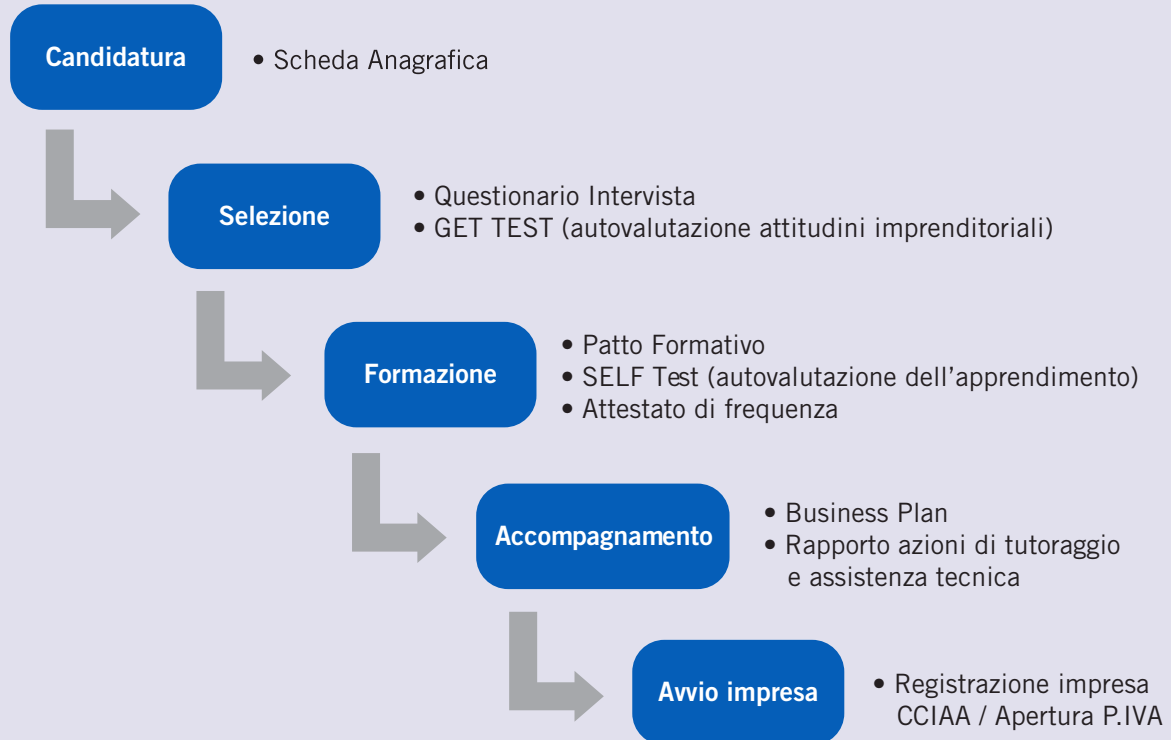 Candidatura
• Scheda Anagrafica
Selezione
• Questionario Intervista
• GET TEST (autovalutazione attitudini imprenditoriali)
Formazione
• Patto Formativo
• SELF Test (autovalutazione dell'apprendimento)
• Attestato di frequenza
Accompagnamento
• Business Plan
• Rapporto azioni di tutoraggio
e assistenza tecnica
Avvio impresa
• Registrazione impresa
CCIAA / Apertura P.IVA